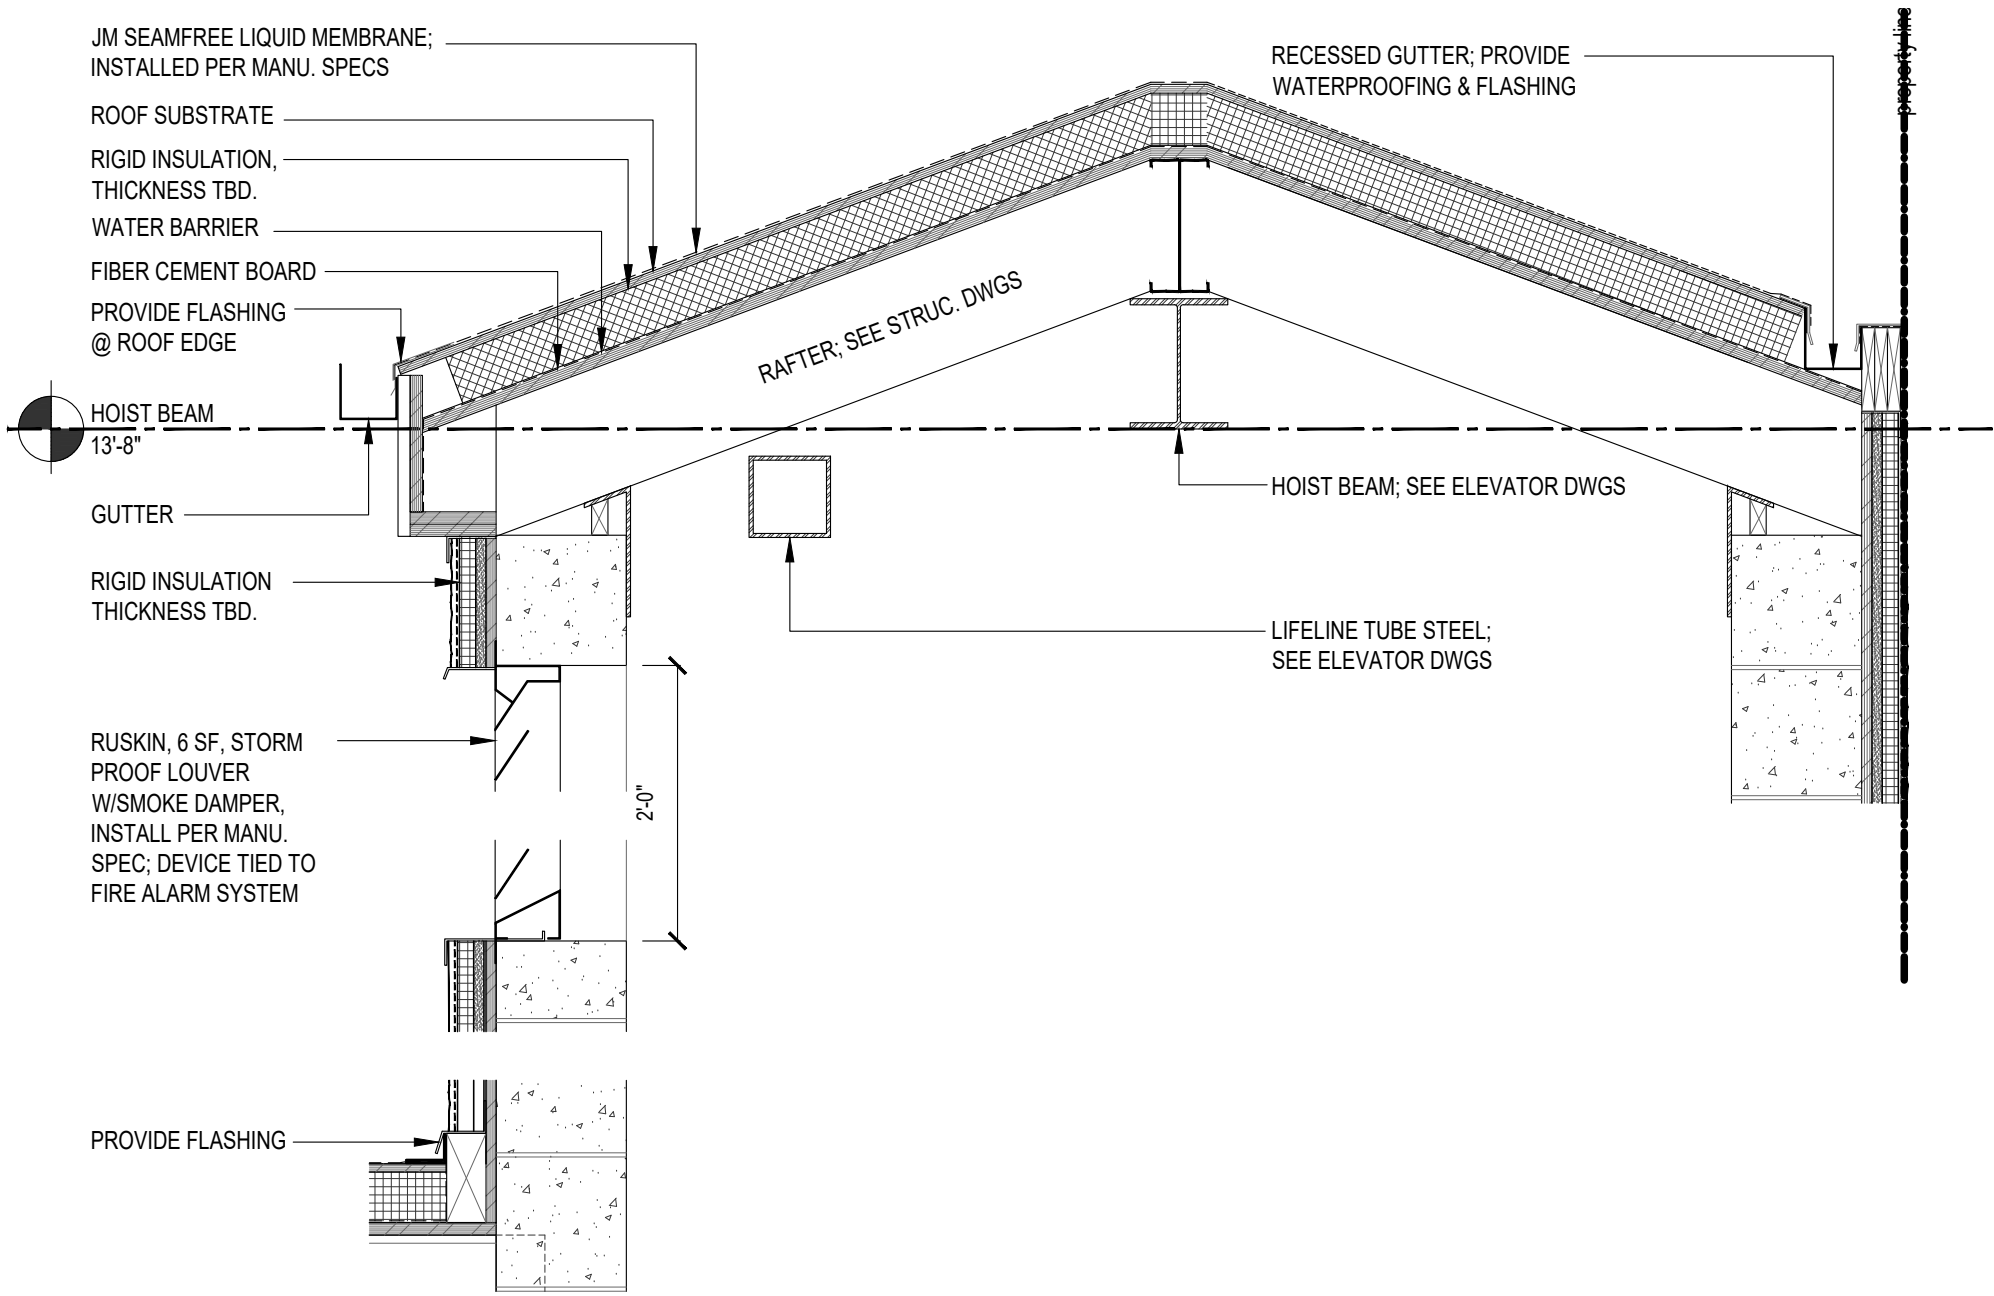 JM SEAMFREE LIQUID MEMBRANE;
INSTALLED PER MANU. SPECS
ROOF SUBSTRATE
RIGID INSULATION,
THICKNESS TBD.
WATER BARRIER
FIBER CEMENT BOARD
PROVIDE FLASHING
@ ROOF EDGE
HOIST BEAM
13'-8"
GUTTER
RIGID INSULATION
THICKNESS TBD.
RUSKIN, 6 SF, STORM
PROOF LOUVER
W/SMOKE DAMPER,
INSTALL PER MANU.
SPEC; DEVICE TIED TO
FIRE ALARM SYSTEM
PROVIDE FLASHING
RAFTER; SEE STRUC. DWGS
2'-0"
RECESSED GUTTER; PROVIDE
WATERPROOFING & FLASHING
HOIST BEAM; SEE ELEVATOR DWGS
LIFELINE TUBE STEEL;
SEE ELEVATOR DWGS
property line